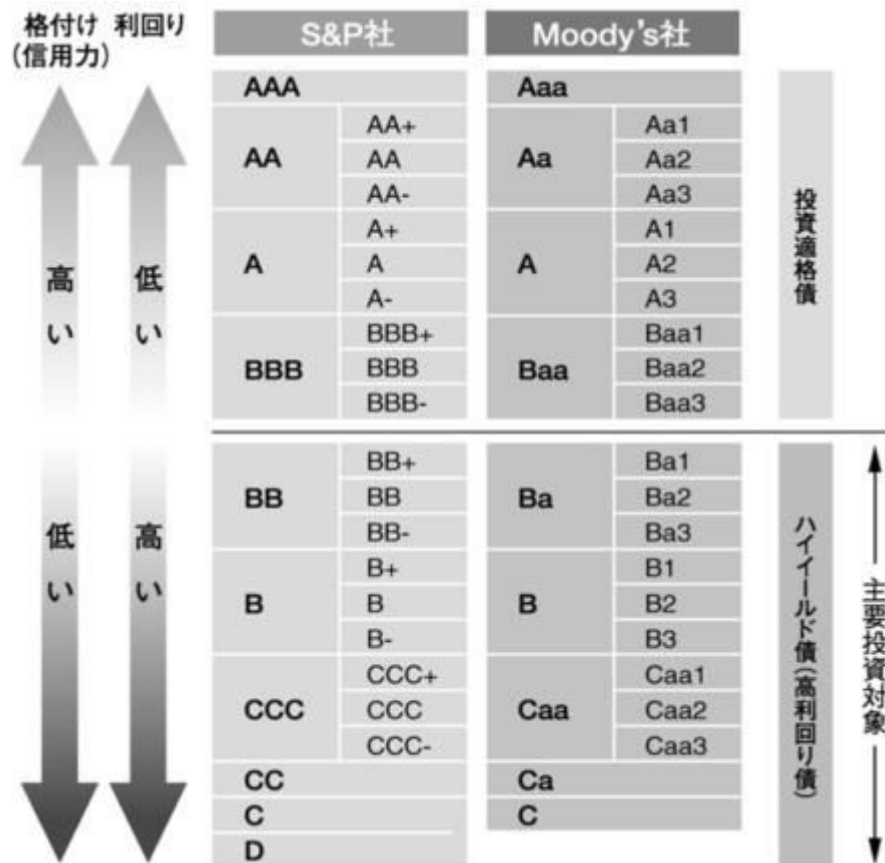 格付け 利回り
(信用力)
S&P社 Moody's社
AAA Aaa
AA+ Aa1
AA AA Aa Aa2
AA- Aa3
A+ A1
A A A A2
A- A3
BBB+ Baa1
BBB BBB Baa Baa2
BBB- Baa3
高い 低い
投資適格債
BB+ Ba1
BB BB Ba Ba2
BB- Ba3
B+ B1
B B B B2
B- B3
CCC+ Caa1
CCC CCC Caa Caa2
CCC- Caa3
CC Ca
C C
D
低い 高い
ハイイールド債(高利回り債)
主要投資対象